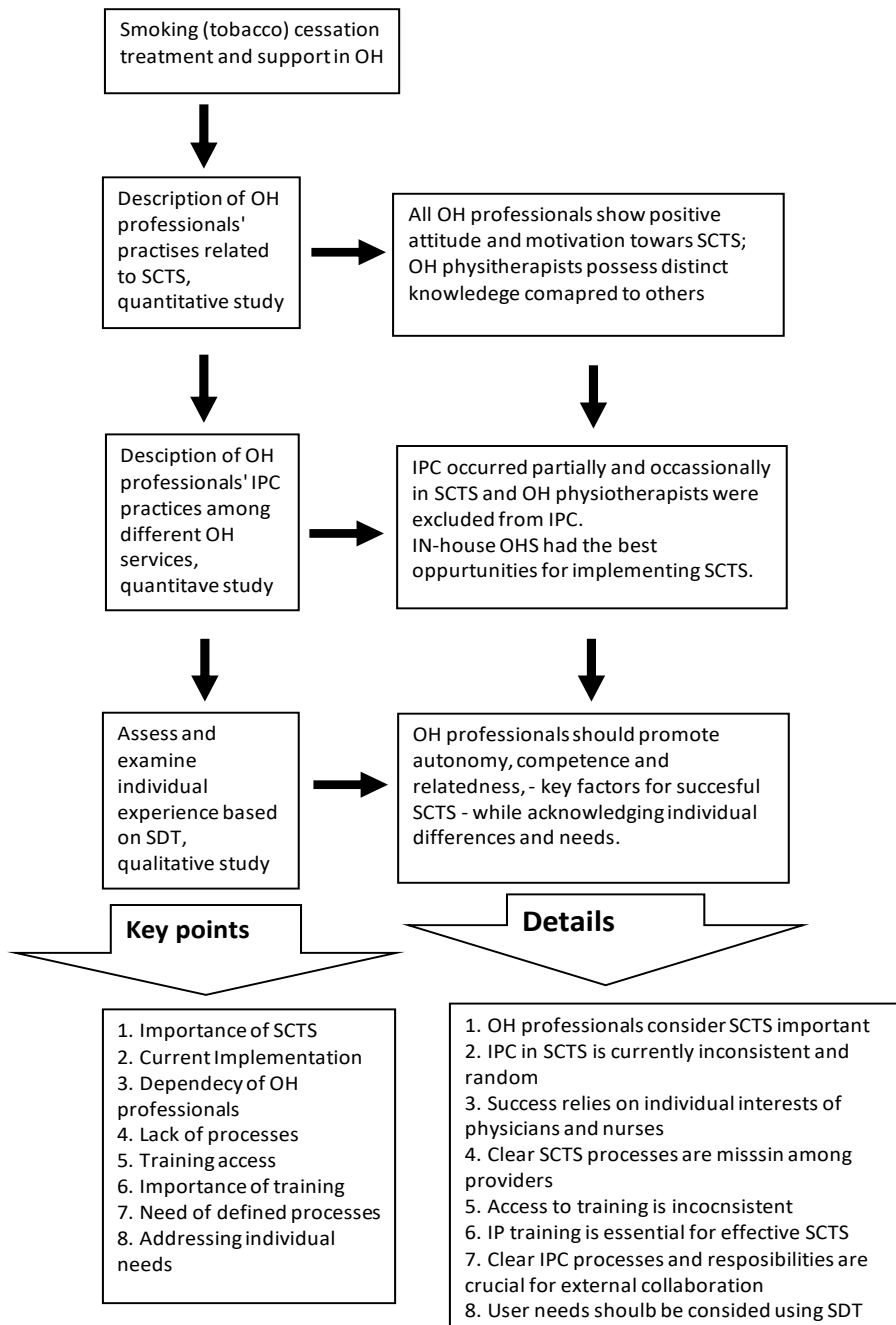 Smoking (tobacco) cessation
treatment and support in OH
Description of OH
professionals'
practises related
to SCTS,
quantitative study
All OH professionals show positive
attitude and motivation towars SCTS;
OH physitherapists possess distinct
knowledege comapred to others
Desciption of OH
professionals' IPC
practices among
different OH
services,
quantitave study
IPC occurred partially and occassionally
in SCTS and OH physiotherapists were
excluded from IPC.
IN-house OHS had the best
oppurtunities for implementing SCTS.
Assess and
examine
individual
experience based
on SDT,
qualitative study
OH professionals should promote
autonomy, competence and
relatedness, - key factors for succesful
SCTS - while acknowledging individual
differences and needs.
Key points
Details
1. Importance of SCTS
2. Current Implementation
3. Dependecy of OH
professionals
4. Lack of processes
5. Training access
6. Importance of training
7. Need of defined processes
8. Addressing individual
needs
1. OH professionals consider SCTS important
2. IPC in SCTS is currently inconsistent and
random
3. Success relies on individual interests of
physicians and nurses
4. Clear SCTS processes are misssin among
providers
5. Access to training is incocnsistent
6. IP training is essential for effective SCTS
7. Clear IPC processes and resposibilities are
crucial for external collaboration
8. User needs shoulb be consided using SDT